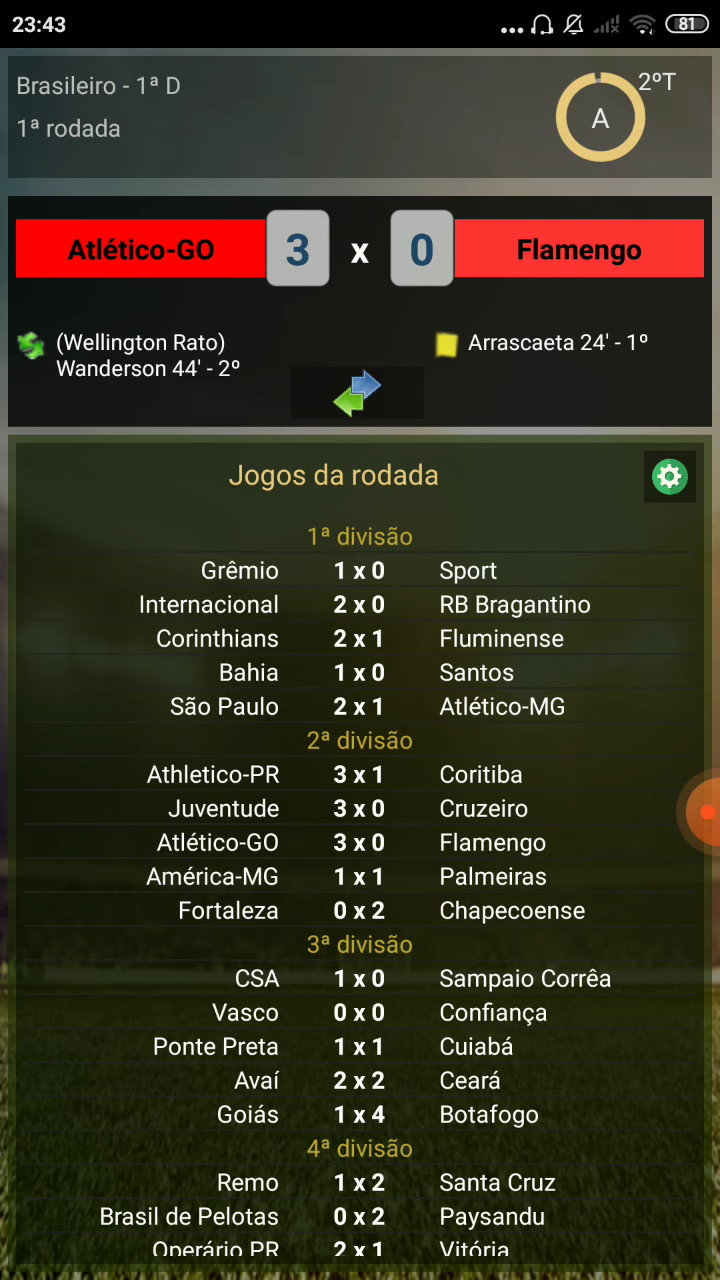 23:43
81
Brasileiro - 1ª D
2ºT
A
1ª rodada
Atlético-GO 3 x 0 Flamengo
(Wellington Rato)
Wanderson 44' - 2º
Arrascaeta 24' - 1º
Jogos da rodada
1ª divisão
Grêmio 1 x 0 Sport
Internacional 2 x 0 RB Bragantino
Corinthians 2 x 1 Fluminense
Bahia 1 x 0 Santos
São Paulo 2 x 1 Atlético-MG
2ª divisão
Athletico-PR 3 x 1 Coritiba
Juventude 3 x 0 Cruzeiro
Atlético-GO 3 x 0 Flamengo
América-MG 1 x 1 Palmeiras
Fortaleza 0 x 2 Chapecoense
3ª divisão
CSA 1 x 0 Sampaio Corrêa
Vasco 0 x 0 Confiança
Ponte Preta 1 x 1 Cuiabá
Avaí 2 x 2 Ceará
Goiás 1 x 4 Botafogo
4ª divisão
Remo 1 x 2 Santa Cruz
Brasil de Pelotas 0 x 2 Paysandu
Operário PR 2 x 1 Vitória